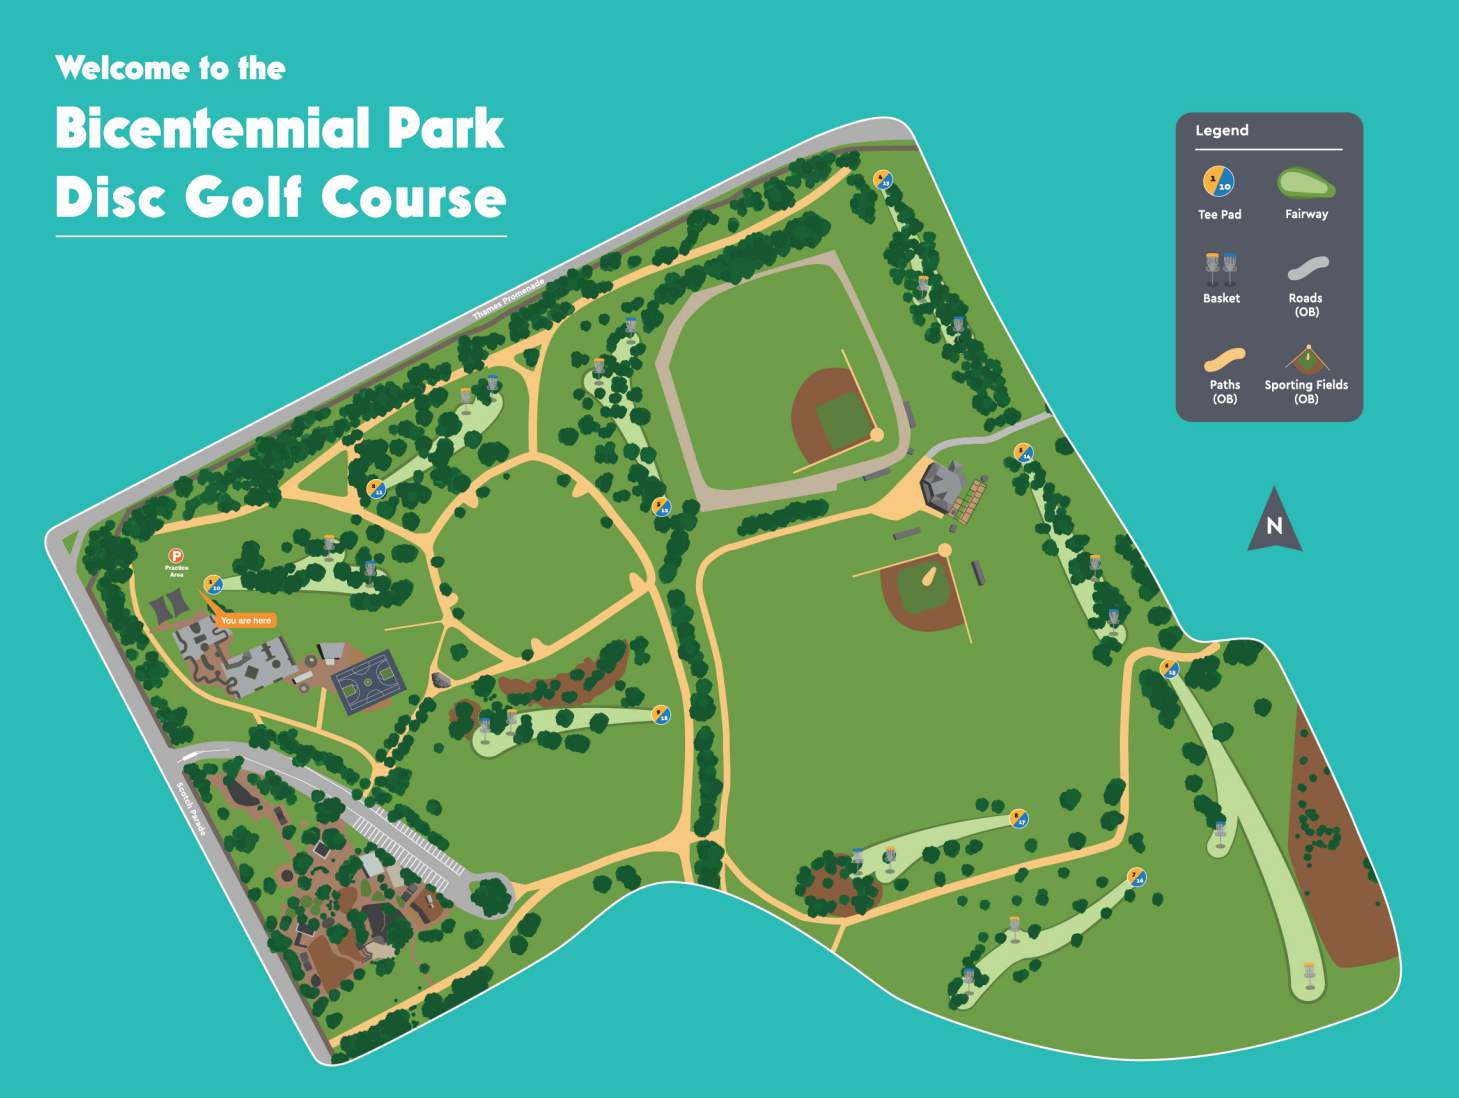 Welcome to the
Bicentennial Park
Disc Golf Course
Legend
1
10
Tee Pad
Fairway
Basket
Roads
(OB)
Paths
(OB)
Sporting Fields
(OB)
N
Thames Promenade
4
13
2
11
3
12
5
14
P
Practice
Area
1
10
You are here
6
15
9
18
Scotch Parade
8
17
7
16